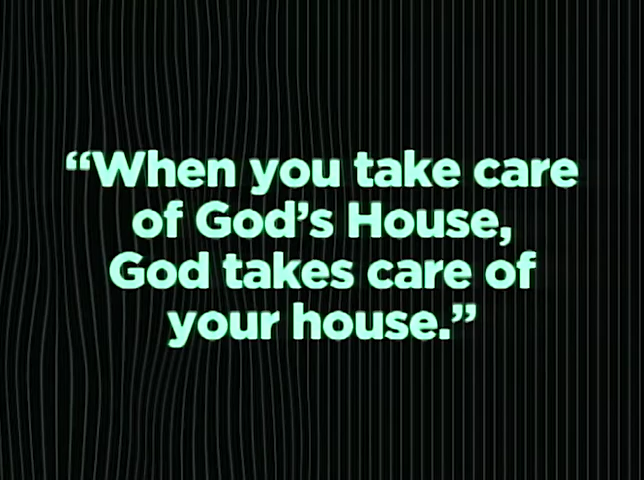 “When you take care
of God’s House,
God takes care of
your house.”